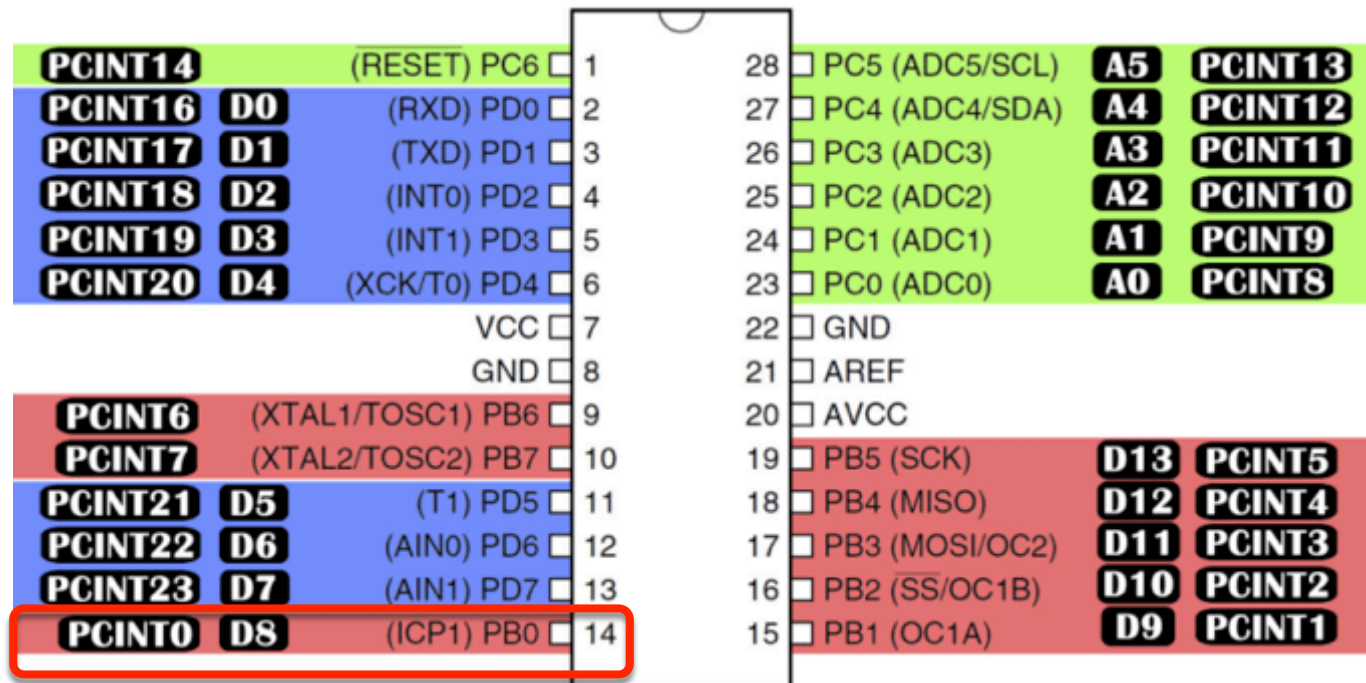 PCINT14 (RESET) PC6 1 28 PC5 (ADC5/SCL) A5 PCINT13
PCINT16 D0 (RXD) PD0 2 27 PC4 (ADC4/SDA) A4 PCINT12
PCINT17 D1 (TXD) PD1 3 26 PC3 (ADC3) A3 PCINT11
PCINT18 D2 (INT0) PD2 4 25 PC2 (ADC2) A2 PCINT10
PCINT19 D3 (INT1) PD3 5 24 PC1 (ADC1) A1 PCINT9
PCINT20 D4 (XCK/T0) PD4 6 23 PC0 (ADC0) A0 PCINT8
VCC 7 22 GND
GND 8 21 AREF
PCINT6 (XTAL1/TOSC1) PB6 9 20 AVCC
PCINT7 (XTAL2/TOSC2) PB7 10 19 PB5 (SCK) D13 PCINT5
PCINT21 D5 (T1) PD5 11 18 PB4 (MISO) D12 PCINT4
PCINT22 D6 (AIN0) PD6 12 17 PB3 (MOSI/OC2) D11 PCINT3
PCINT23 D7 (AIN1) PD7 13 16 PB2 (SS/OC1B) D10 PCINT2
PCINT0 D8 (ICP1) PB0 14 15 PB1 (OC1A) D9 PCINT1